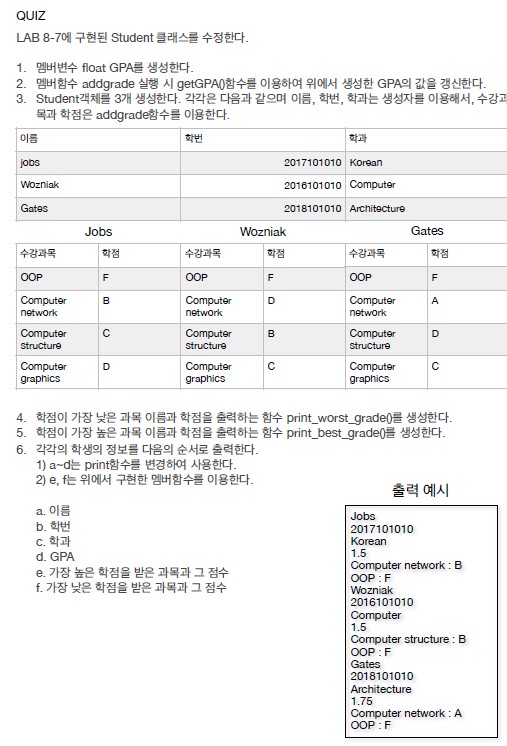 QUIZ
LAB 8-7에 구현된 Student 클래스를 수정한다.
1. 멤버변수 float GPA를 생성한다.
2. 멤버함수 addgrade 실행 시 getGPA()함수를 이용하여 위에서 생성한 GPA의 값을 갱신한다.
3. Student객체를 3개 생성한다. 각각은 다음과 같으며 이름, 학번, 학과는 생성자를 이용해서, 수강과
목과 학점은 addgrade함수를 이용한다.
이름 학번 학과
jobs 2017101010 Korean
Wozniak 2016101010 Computer
Gates 2018101010 Architecture
Jobs Wozniak Gates
수강과목 학점 수강과목 학점 수강과목 학점
OOP F OOP F OOP F
Computer network B Computer network D Computer network A
Computer structure C Computer structure B Computer structure D
Computer graphics D Computer graphics C Computer graphics C
4. 학점이 가장 낮은 과목 이름과 학점을 출력하는 함수 print_worst_grade()를 생성한다.
5. 학점이 가장 높은 과목 이름과 학점을 출력하는 함수 print_best_grade()를 생성한다.
6. 각각의 학생의 정보를 다음의 순서로 출력한다.
1) a~d는 print함수를 변경하여 사용한다.
2) e, f는 위에서 구현한 멤버함수를 이용한다.
a. 이름
b. 학번
c. 학과
d. GPA
e. 가장 높은 학점을 받은 과목과 그 점수
f. 가장 낮은 학점을 받은 과목과 그 점수
출력 예시
Jobs
2017101010
Korean
1.5
Computer network : B
OOP : F
Wozniak
2016101010
Computer
1.5
Computer structure : B
OOP : F
Gates
2018101010
Architecture
1.75
Computer network : A
OOP : F